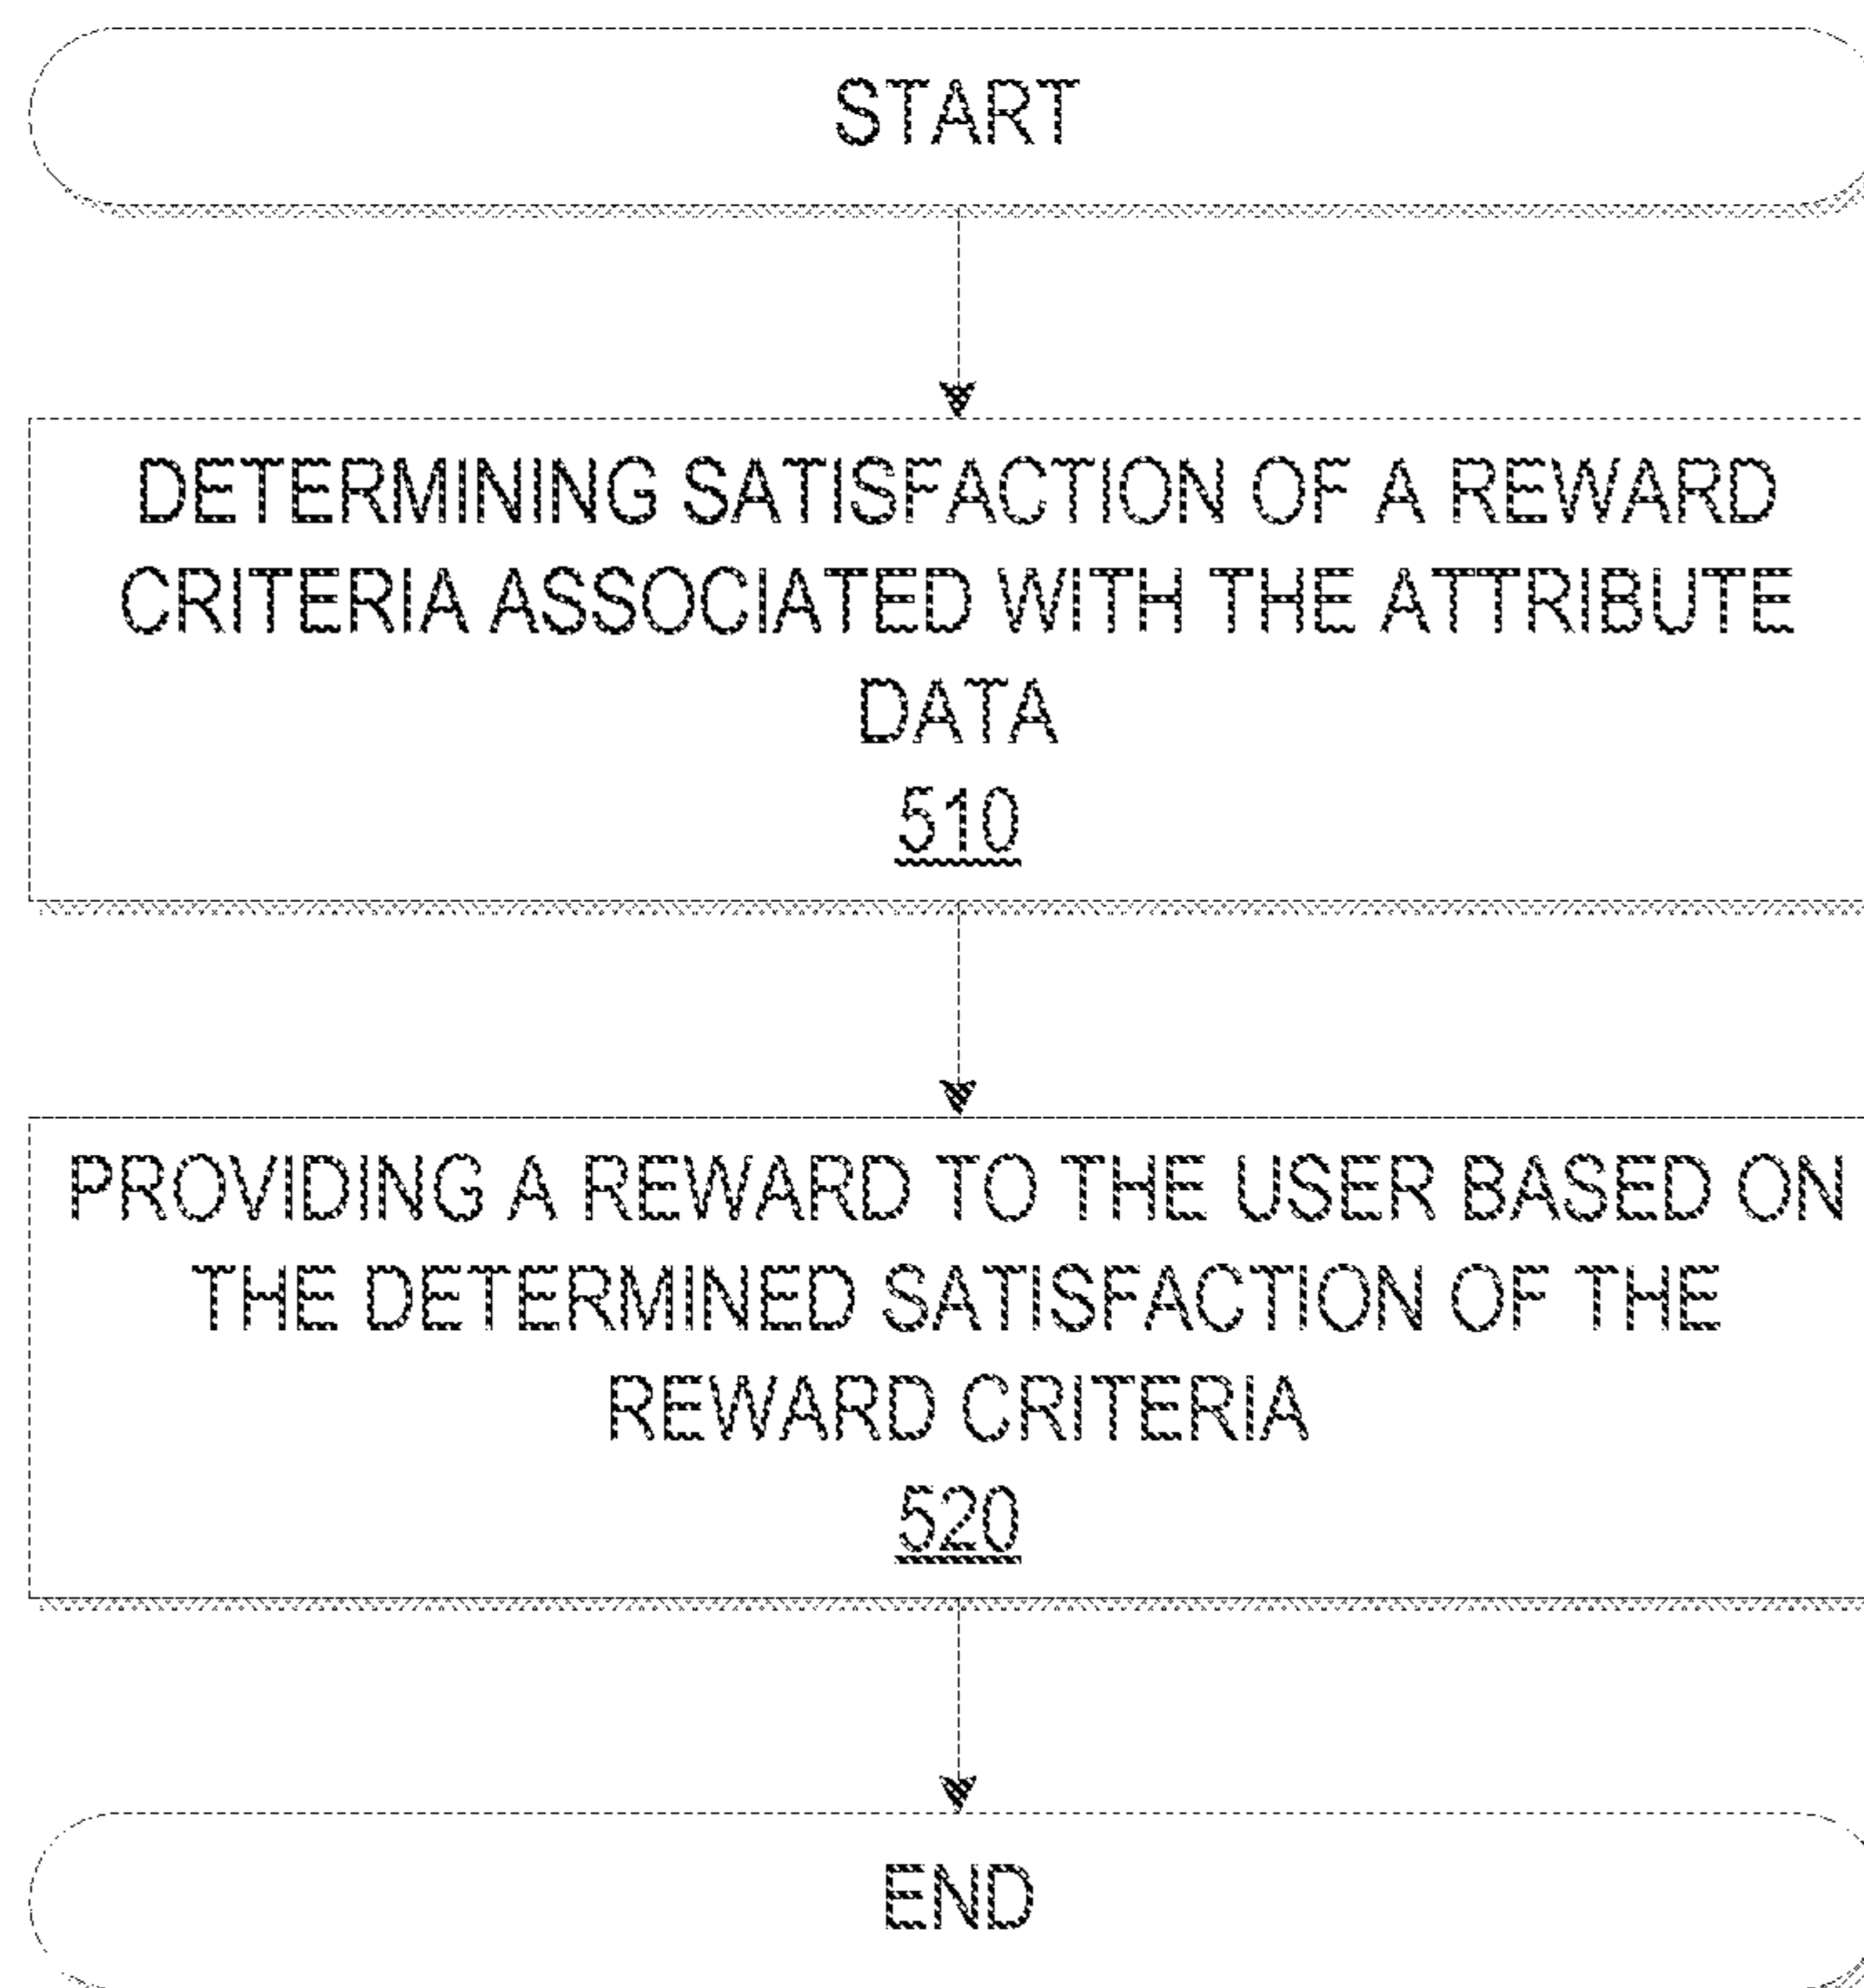 START
DETERMINING SATISFACTION OF A REWARD
CRITERIA ASSOCIATED WITH THE ATTRIBUTE
DATA
510
PROVIDING A REWARD TO THE USER BASED ON
THE DETERMINED SATISFACTION OF THE
REWARD CRITERIA
520
END